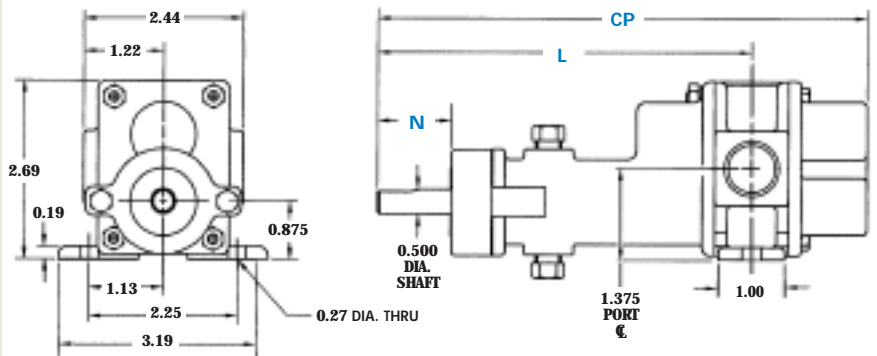 2.44
1.22
2.69
0.19
0.875
1.13
2.25
3.19
0.27 DIA. THRU
CP
L
N
0.500
DIA.
SHAFT
1.375
PORT
℄
1.00